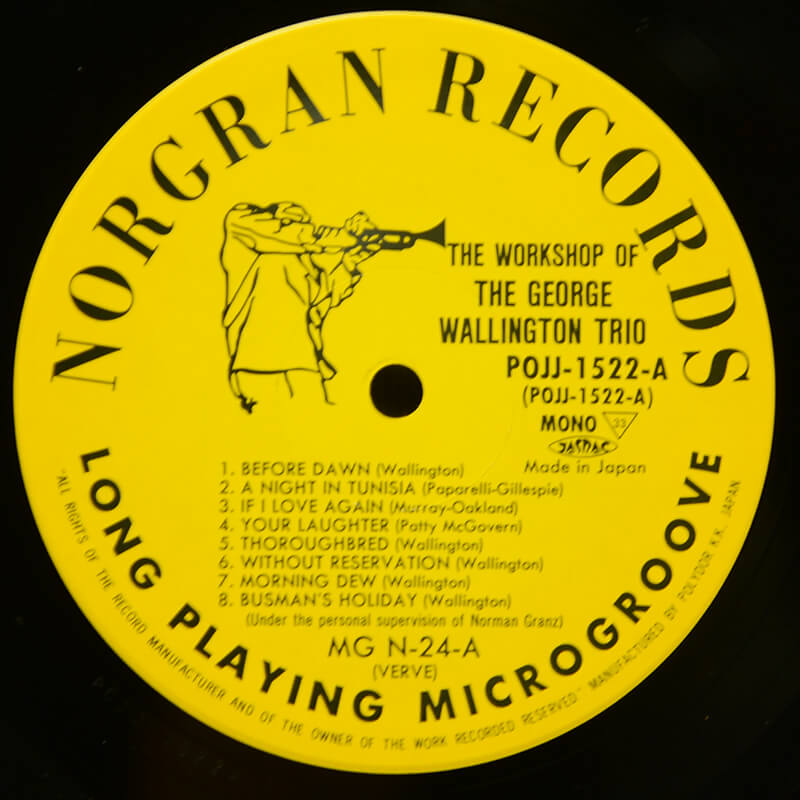 NORGRAN RECORDS
THE WORKSHOP OF
THE GEORGE
WALLINGTON TRIO
POJJ-1522-A
(POJJ-1522-A)
MONO 33
JASRAC
Made in Japan
1. BEFORE DAWN (Wallington)
2. A NIGHT IN TUNISIA (Paparelli-Gillespie)
3. IF I LOVE AGAIN (Murray-Oakland)
4. YOUR LAUGHTER (Patty McGovern)
5. THOROUGHBRED (Wallington)
6. WITHOUT RESERVATION (Wallington)
7. MORNING DEW (Wallington)
8. BUSMAN'S HOLIDAY (Wallington)
(Under the personal supervision of Norman Granz)
MG N-24-A
(VERVE)
LONG PLAYING MICROGROOVE
"ALL RIGHTS OF THE RECORD MANUFACTURER AND OF THE OWNER OF THE WORK RECORDED RESERVED" MANUFACTURED BY POLYDOR K.K. JAPAN